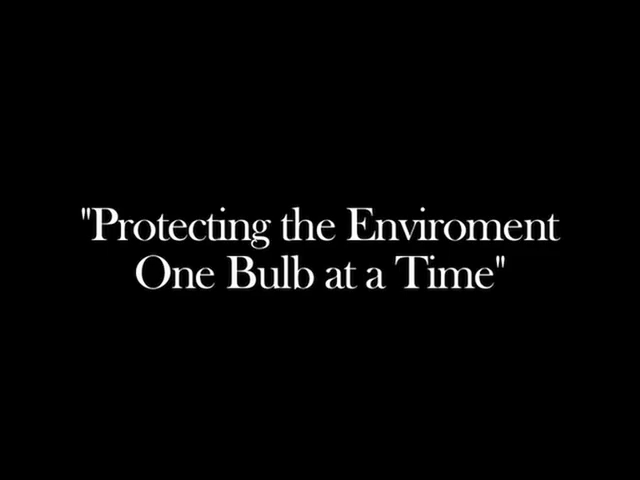 "Protecting the Enviroment
One Bulb at a Time"